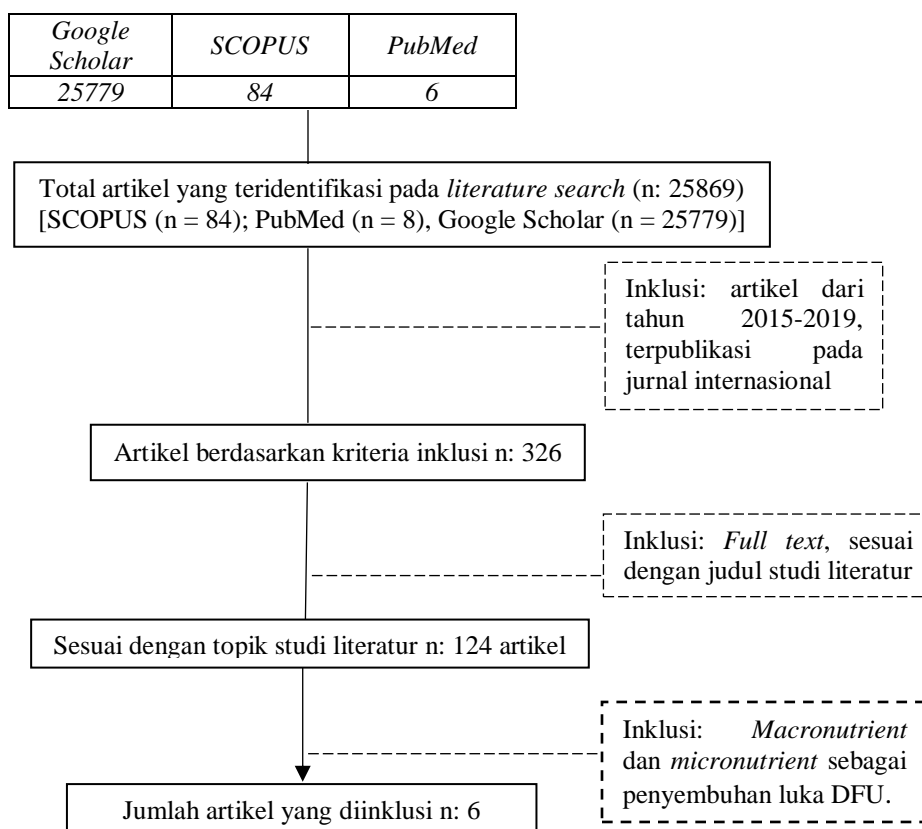 Google Scholar SCOPUS PubMed
25779 84 6
Total artikel yang teridentifikasi pada literature search (n: 25869)
[SCOPUS (n = 84); PubMed (n = 8), Google Scholar (n = 25779)]
Inklusi: artikel dari
tahun 2015-2019,
terpublikasi pada
jurnal internasional
Artikel berdasarkan kriteria inklusi n: 326
Inklusi: Full text, sesuai
dengan judul studi literatur
Sesuai dengan topik studi literatur n: 124 artikel
Inklusi: Macronutrient
dan micronutrient sebagai
penyembuhan luka DFU.
Jumlah artikel yang diinklusi n: 6